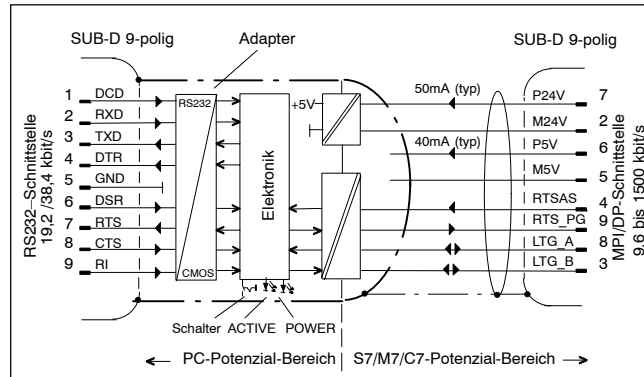 SUB-D 9-polig
Adapter
SUB-D 9-polig
RS232–Schnittstelle
19,2 /38,4 kbit/s
1 DCD
2 RXD
3 TXD
4 DTR
5 GND
6 DSR
7 RTS
8 CTS
9 RI
RS232
CMOS
Elektronik
+5V
50mA (typ)
40mA (typ)
P24V 7
M24V 2
P5V 6
M5V 5
RTSAS 4
RTS_PG 9
LTG_A 8
LTG_B 3
MPI/DP-Schnittstelle
9,6 bis 1500 kbit/s
Schalter ACTIVE POWER
PC-Potenzial-Bereich
S7/M7/C7-Potenzial-Bereich